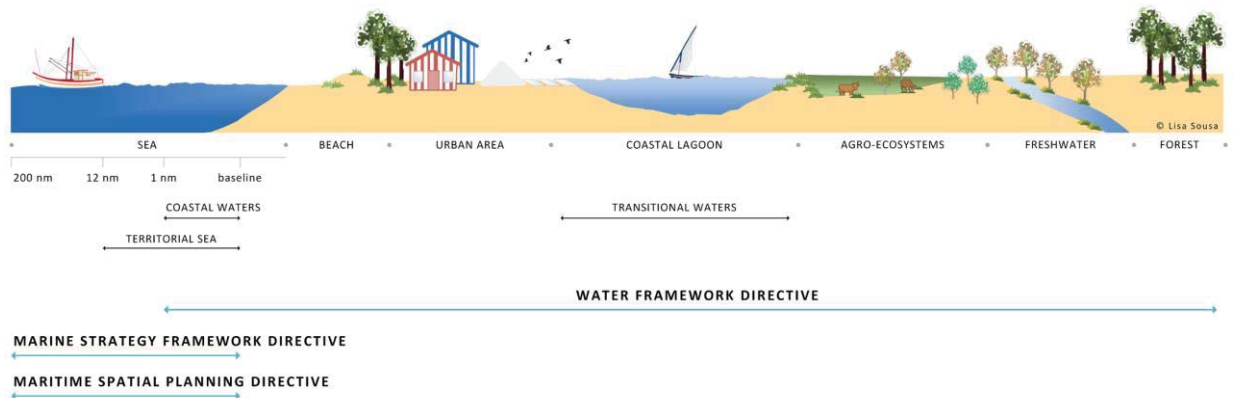 © Lisa Sousa
SEA BEACH URBAN AREA COASTAL LAGOON AGRO-ECOSYSTEMS FRESHWATER FOREST
200 nm 12 nm 1 nm baseline
COASTAL WATERS TRANSITIONAL WATERS
TERRITORIAL SEA
WATER FRAMEWORK DIRECTIVE
MARINE STRATEGY FRAMEWORK DIRECTIVE
MARITIME SPATIAL PLANNING DIRECTIVE